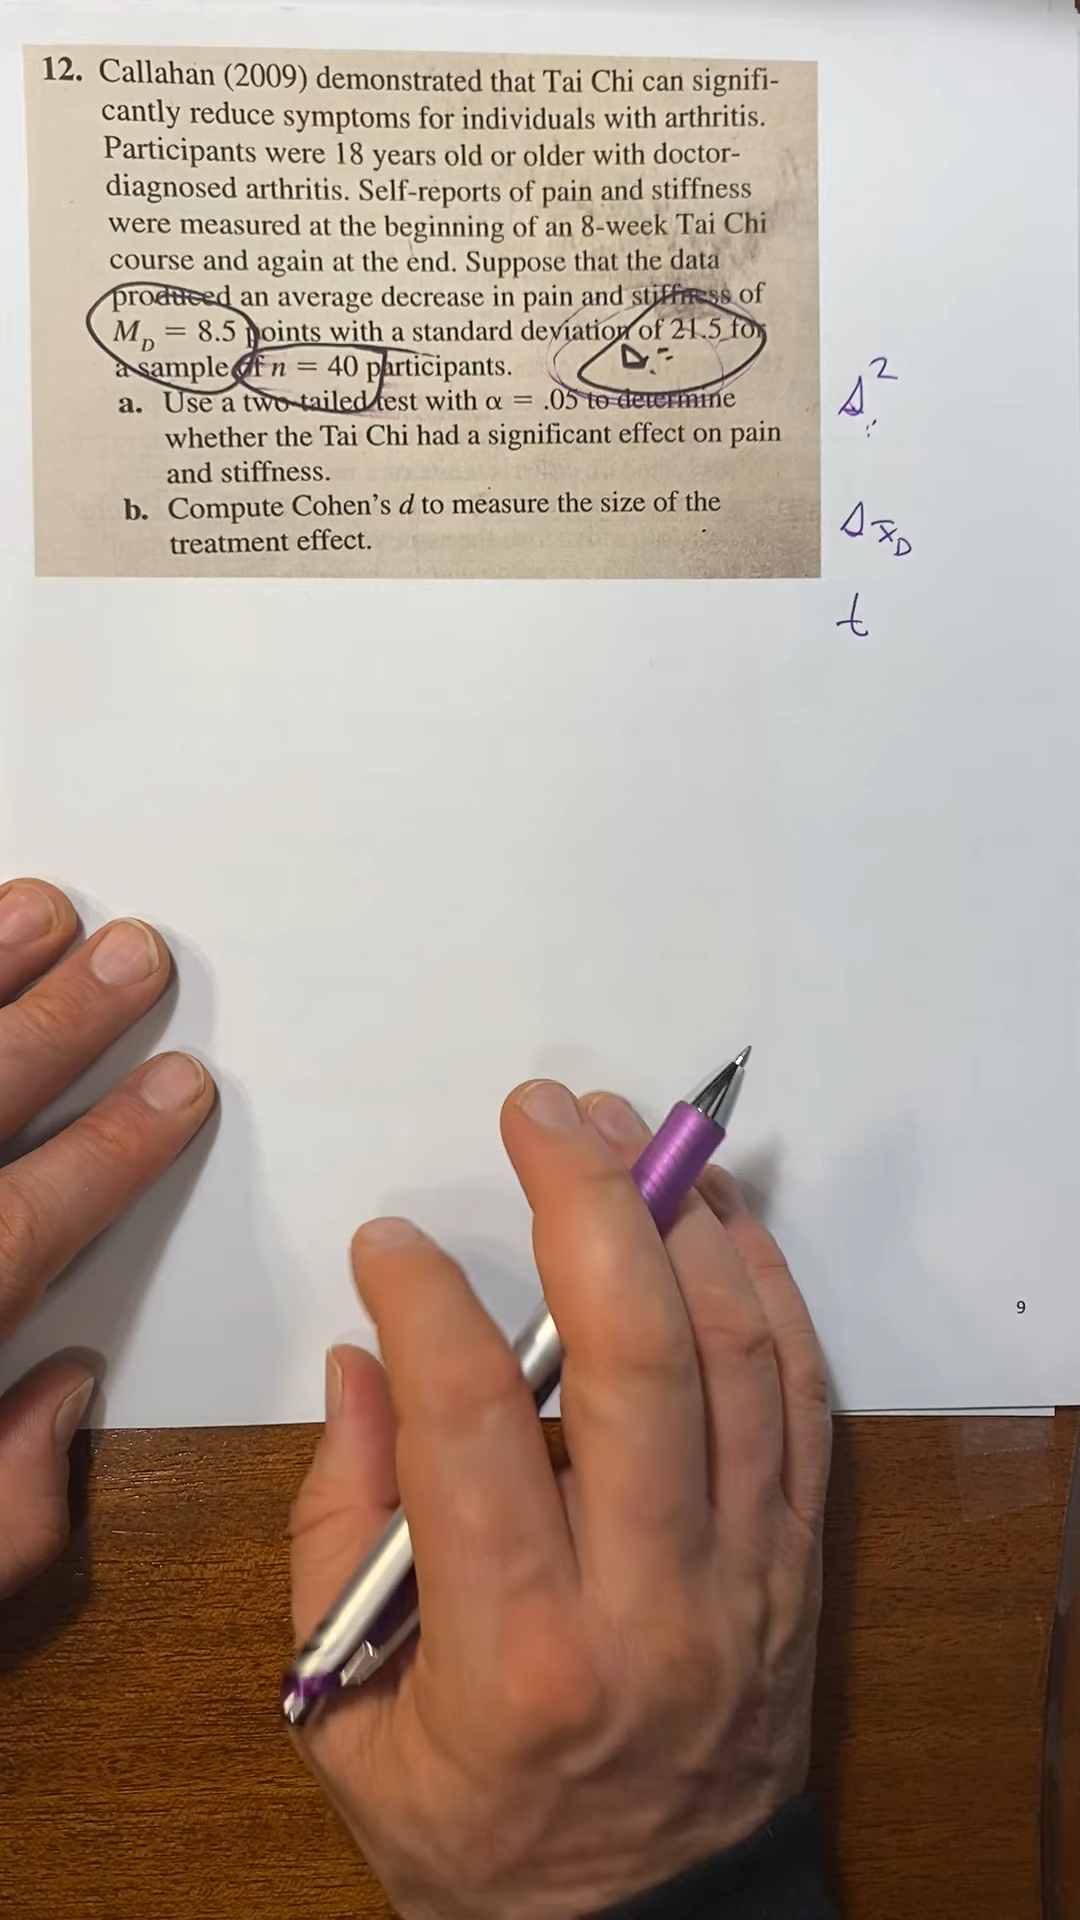 12. Callahan (2009) demonstrated that Tai Chi can signifi-
cantly reduce symptoms for individuals with arthritis.
Participants were 18 years old or older with doctor-
diagnosed arthritis. Self-reports of pain and stiffness
were measured at the beginning of an 8-week Tai Chi
course and again at the end. Suppose that the data
produced an average decrease in pain and stiffness of
M_D = 8.5 points with a standard deviation of 21.5 for
a sample of n = 40 participants.
s:
a. Use a two-tailed test with α = .05 to determine
whether the Tai Chi had a significant effect on pain
and stiffness.
b. Compute Cohen's d to measure the size of the
treatment effect.
s²
s x̄_D
t
9